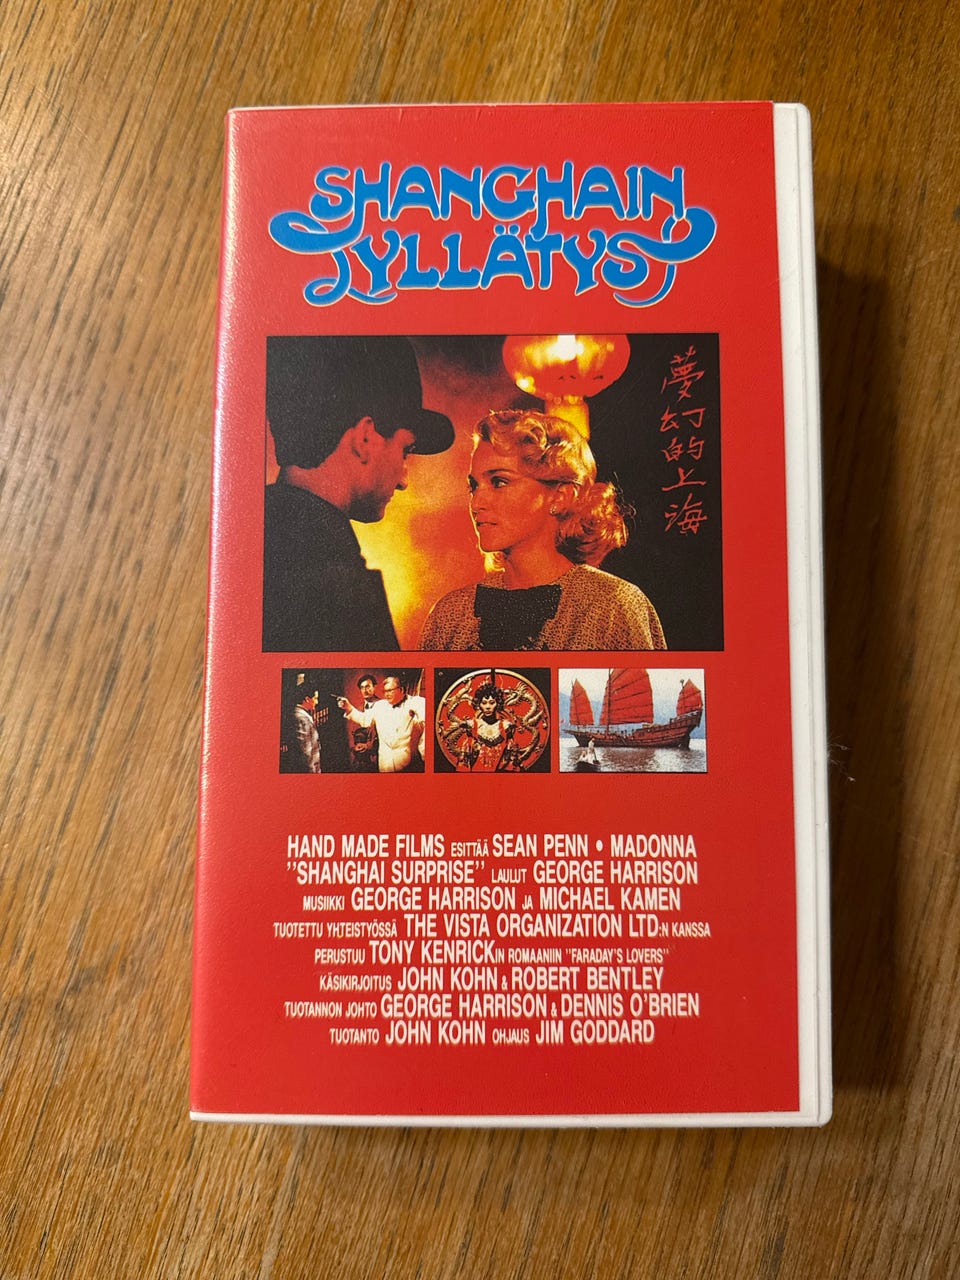 SHANGHAIN
YLLÄTYS
夢幻的上海
HAND MADE FILMS ESITTÄÄ SEAN PENN • MADONNA
"SHANGHAI SURPRISE" LAULUT GEORGE HARRISON
MUSIIKKI GEORGE HARRISON JA MICHAEL KAMEN
TUOTETTU YHTEISTYÖSSÄ THE VISTA ORGANIZATION LTD:N KANSSA
PERUSTUU TONY KENRICKIN ROMAANIIN "FARADAY'S LOVERS"
KÄSIKIRJOITUS JOHN KOHN & ROBERT BENTLEY
TUOTANNON JOHTO GEORGE HARRISON & DENNIS O'BRIEN
TUOTANTO JOHN KOHN OHJAUS JIM GODDARD